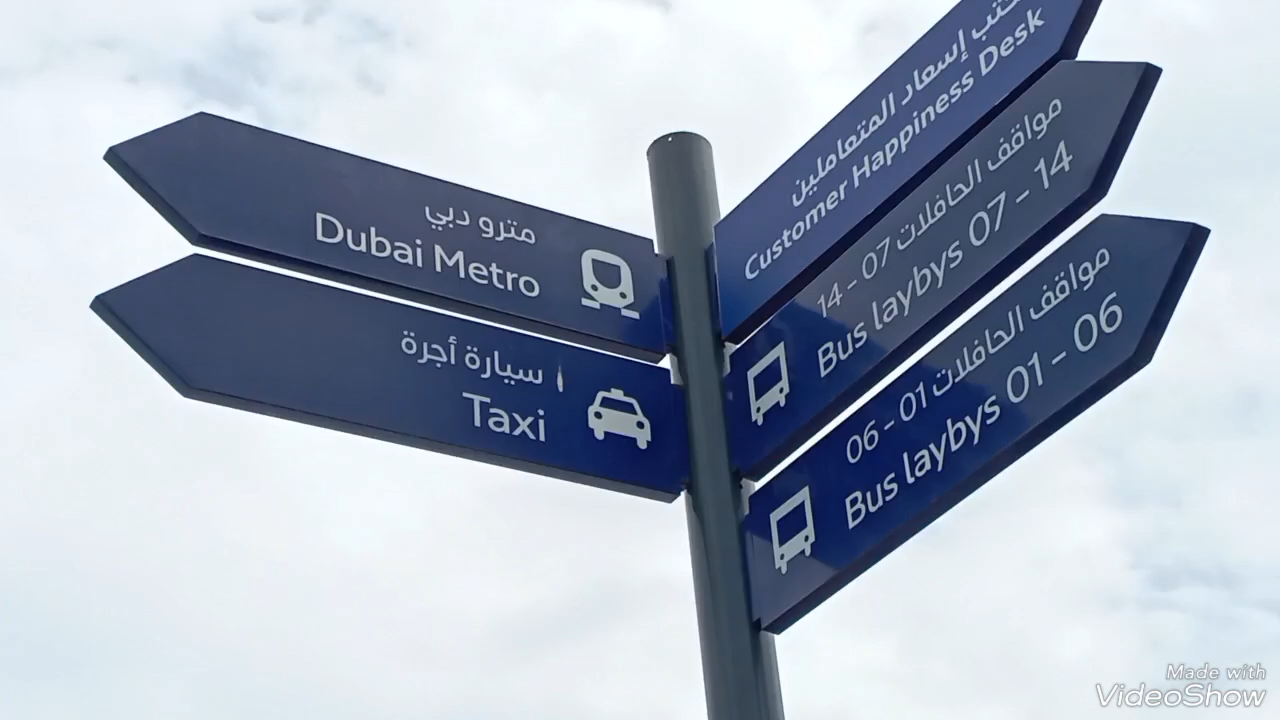 مترو دبي
Dubai Metro
سيارة أجرة
Taxi
إسعاد المتعاملين
Customer Happiness Desk
مواقف الحافلات 07 - 14
Bus laybys 07 - 14
مواقف الحافلات 01 - 06
Bus laybys 01 - 06
Made with
VideoShow